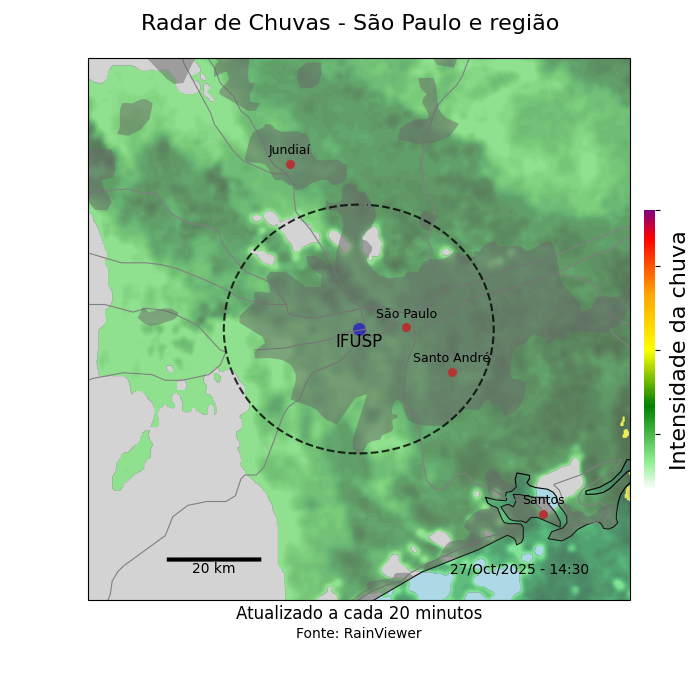 Radar de Chuvas - São Paulo e região
Jundiaí
São Paulo
IFUSP
Santo André
Intensidade da chuva
Santos
20 km
27/Oct/2025 - 14:30
Atualizado a cada 20 minutos
Fonte: RainViewer